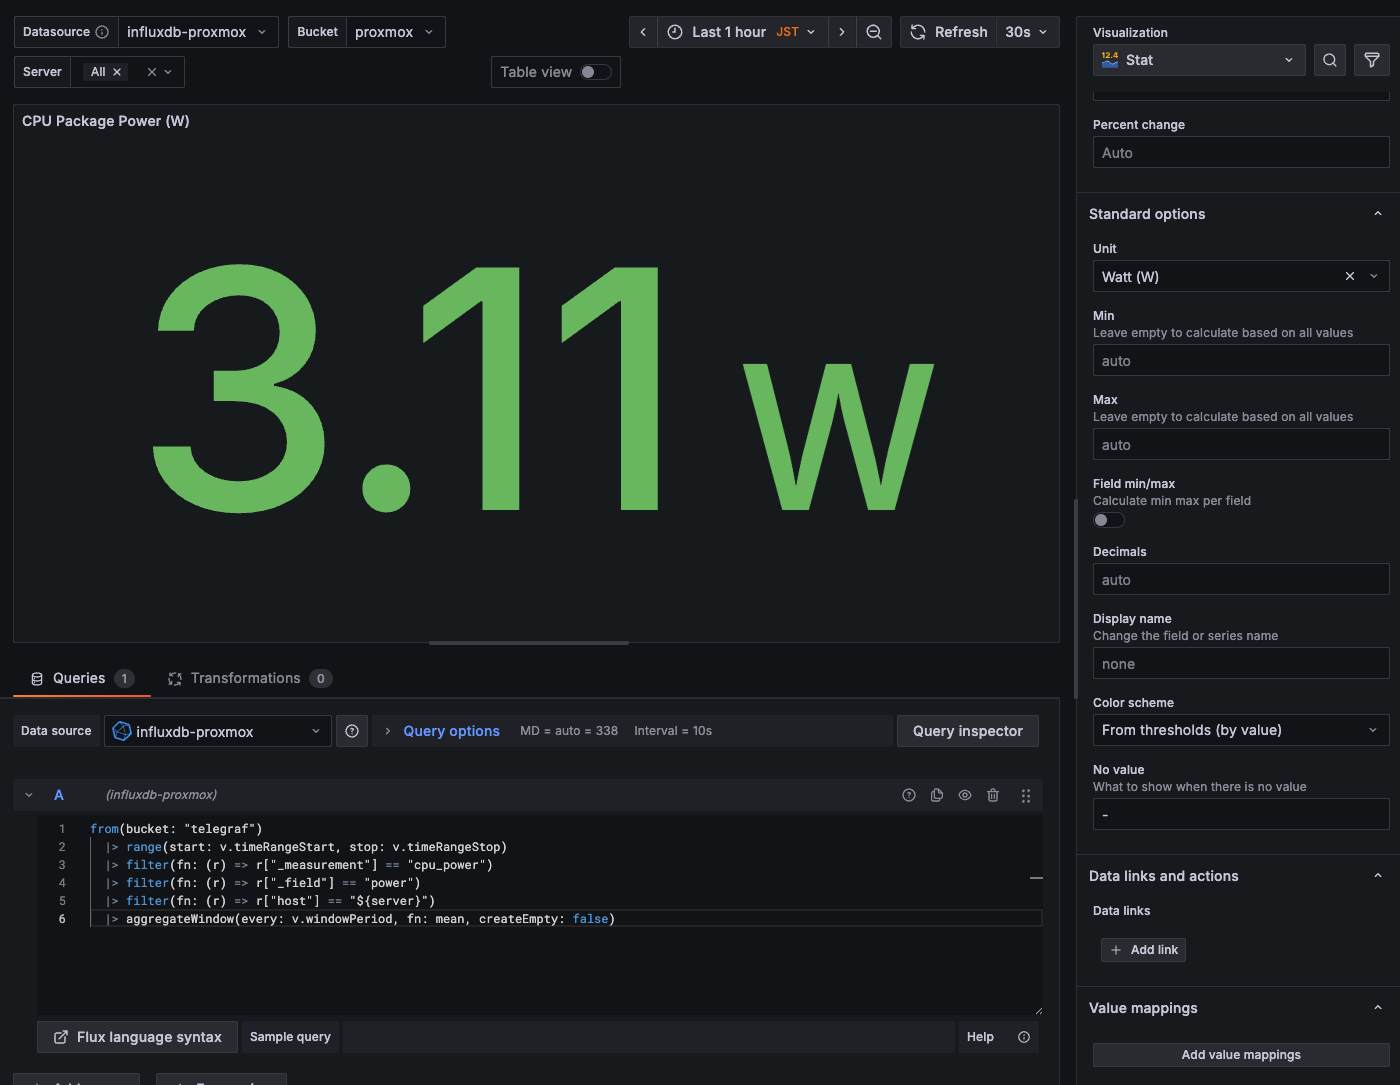 Datasource influxdb-proxmox
Bucket proxmox
Last 1 hour JST
Refresh 30s
Server All
Table view
CPU Package Power (W)
3.11 W
Queries 1
Transformations 0
Data source influxdb-proxmox
Query options MD = auto = 338 Interval = 10s
Query inspector
A (influxdb-proxmox)
1 from(bucket: "telegraf")
2 |> range(start: v.timeRangeStart, stop: v.timeRangeStop)
3 |> filter(fn: (r) => r["_measurement"] == "cpu_power")
4 |> filter(fn: (r) => r["_field"] == "power")
5 |> filter(fn: (r) => r["host"] == "${server}")
6 |> aggregateWindow(every: v.windowPeriod, fn: mean, createEmpty: false)
Flux language syntax
Sample query
Help
Visualization
12.4
Stat
Percent change
Auto
Standard options
Unit
Watt (W)
Min
Leave empty to calculate based on all values
auto
Max
Leave empty to calculate based on all values
auto
Field min/max
Calculate min max per field
Decimals
auto
Display name
Change the field or series name
none
Color scheme
From thresholds (by value)
No value
What to show when there is no value
-
Data links and actions
Data links
+ Add link
Value mappings
Add value mappings